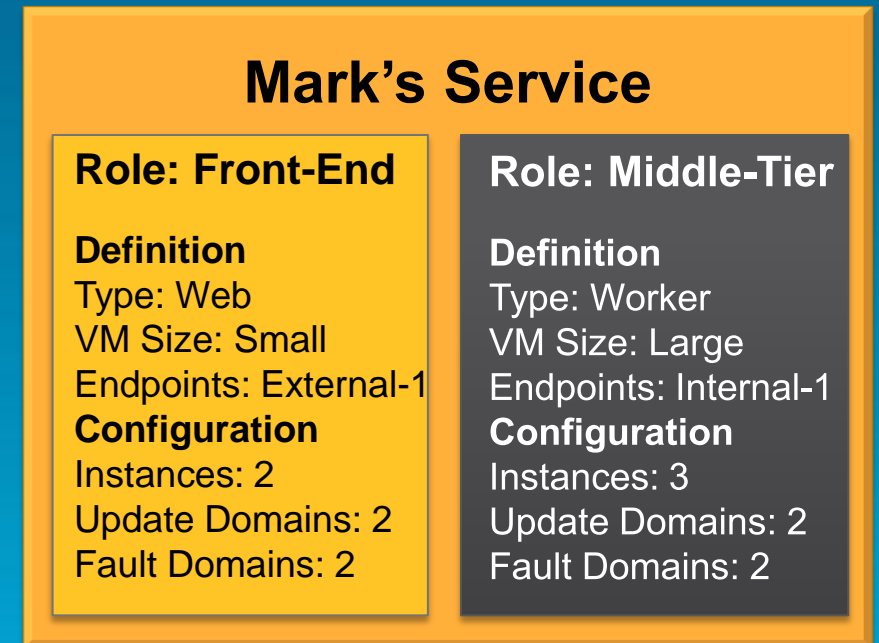 Mark’s Service
Role: Front-End
Definition
Type: Web
VM Size: Small
Endpoints: External-1
Configuration
Instances: 2
Update Domains: 2
Fault Domains: 2
Role: Middle-Tier
Definition
Type: Worker
VM Size: Large
Endpoints: Internal-1
Configuration
Instances: 3
Update Domains: 2
Fault Domains: 2